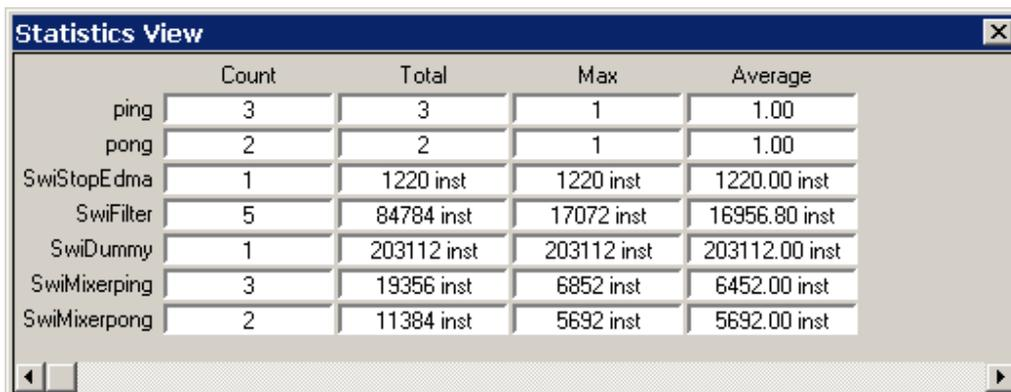 Statistics View
Count Total Max Average
ping 3 3 1 1.00
pong 2 2 1 1.00
SwiStopEdma 1 1220 inst 1220 inst 1220.00 inst
SwiFilter 5 84784 inst 17072 inst 16956.80 inst
SwiDummy 1 203112 inst 203112 inst 203112.00 inst
SwiMixerping 3 19356 inst 6852 inst 6452.00 inst
SwiMixerpong 2 11384 inst 5692 inst 5692.00 inst